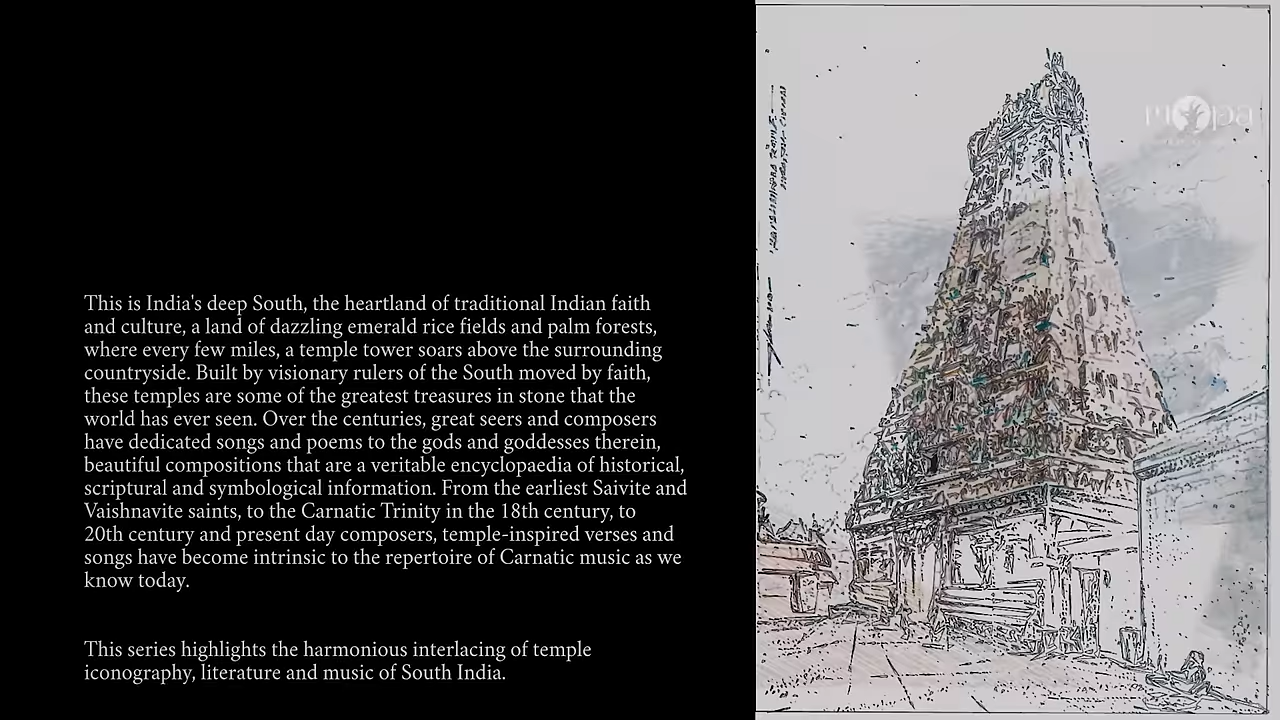 This is India's deep South, the heartland of traditional Indian faith
and culture, a land of dazzling emerald rice fields and palm forests,
where every few miles, a temple tower soars above the surrounding
countryside. Built by visionary rulers of the South moved by faith,
these temples are some of the greatest treasures in stone that the
world has ever seen. Over the centuries, great seers and composers
have dedicated songs and poems to the gods and goddesses therein,
beautiful compositions that are a veritable encyclopaedia of historical,
scriptural and symbological information. From the earliest Saivite and
Vaishnavite saints, to the Carnatic Trinity in the 18th century, to
20th century and present day composers, temple-inspired verses and
songs have become intrinsic to the repertoire of Carnatic music as we
know today.
This series highlights the harmonious interlacing of temple
iconography, literature and music of South India.